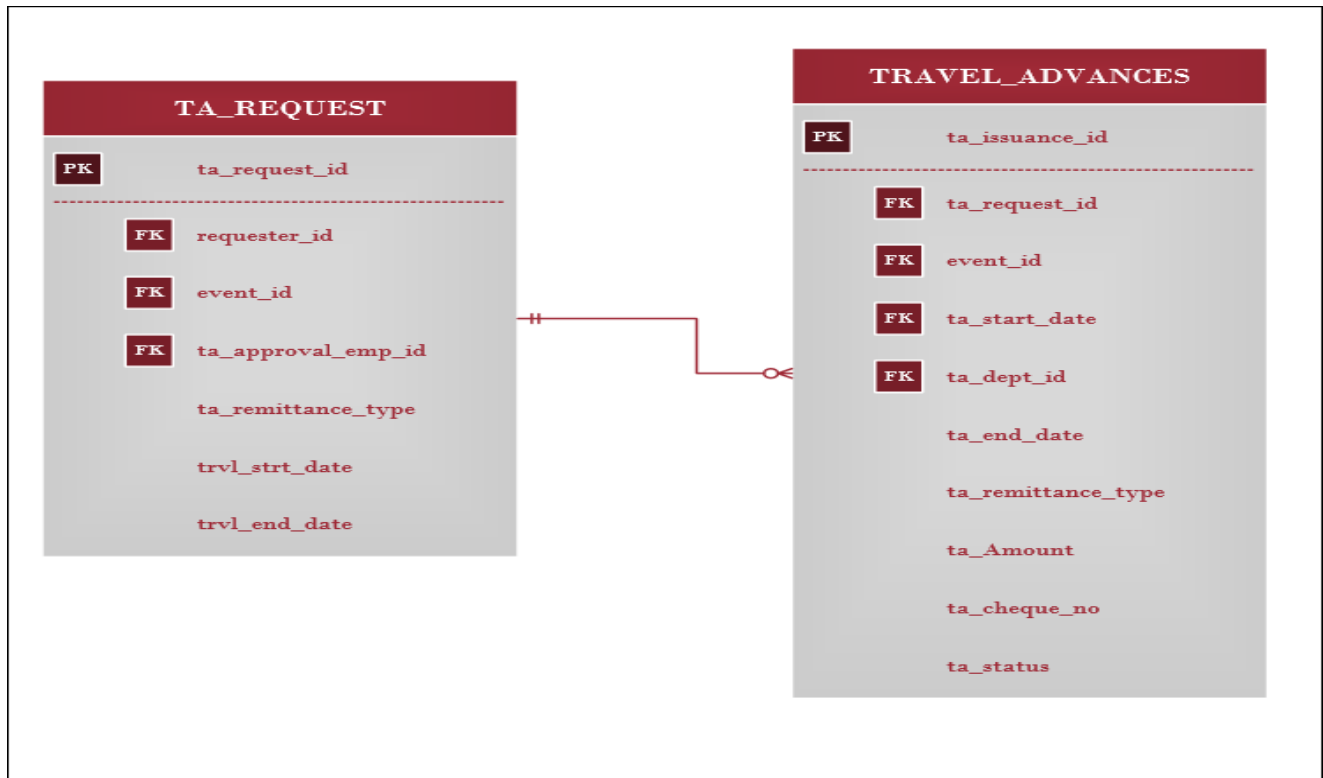 TA_REQUEST
PK ta_request_id
FK requester_id
FK event_id
FK ta_approval_emp_id
ta_remittance_type
trvl_strt_date
trvl_end_date
TRAVEL_ADVANCES
PK ta_issuance_id
FK ta_request_id
FK event_id
FK ta_start_date
FK ta_dept_id
ta_end_date
ta_remittance_type
ta_Amount
ta_cheque_no
ta_status